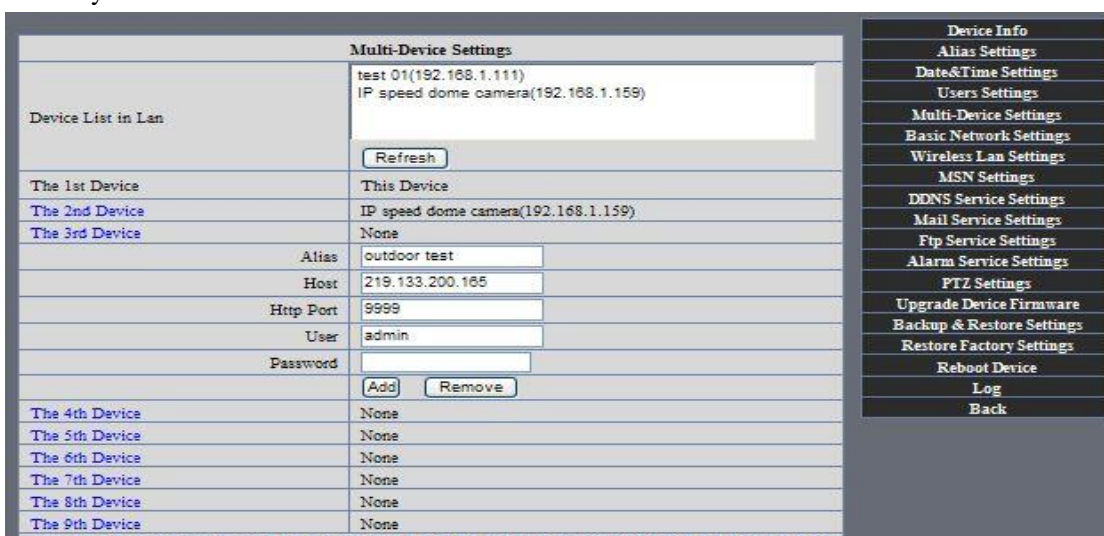 Multi-Device Settings
Device List in Lan
test 01(192.168.1.111)
IP speed dome camera(192.168.1.159)
Refresh
The 1st Device This Device
The 2nd Device IP speed dome camera(192.168.1.159)
The 3rd Device None
Alias outdoor test
Host 219.133.200.165
Http Port 9999
User admin
Password
Add Remove
The 4th Device None
The 5th Device None
The 6th Device None
The 7th Device None
The 8th Device None
The 9th Device None
Device Info
Alias Settings
Date&Time Settings
Users Settings
Multi-Device Settings
Basic Network Settings
Wireless Lan Settings
MSN Settings
DDNS Service Settings
Mail Service Settings
Ftp Service Settings
Alarm Service Settings
PTZ Settings
Upgrade Device Firmware
Backup & Restore Settings
Restore Factory Settings
Reboot Device
Log
Back